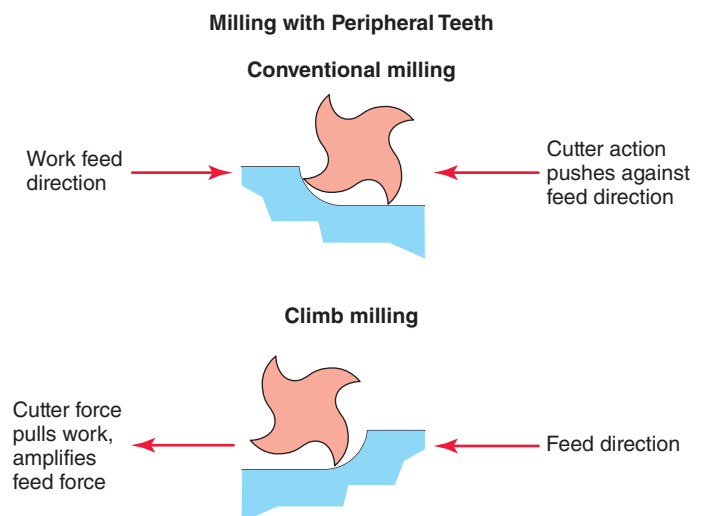 Milling with Peripheral Teeth
Conventional milling
Work feed
direction
Cutter action
pushes against
feed direction
Climb milling
Cutter force
pulls work,
amplifies
feed force
Feed direction